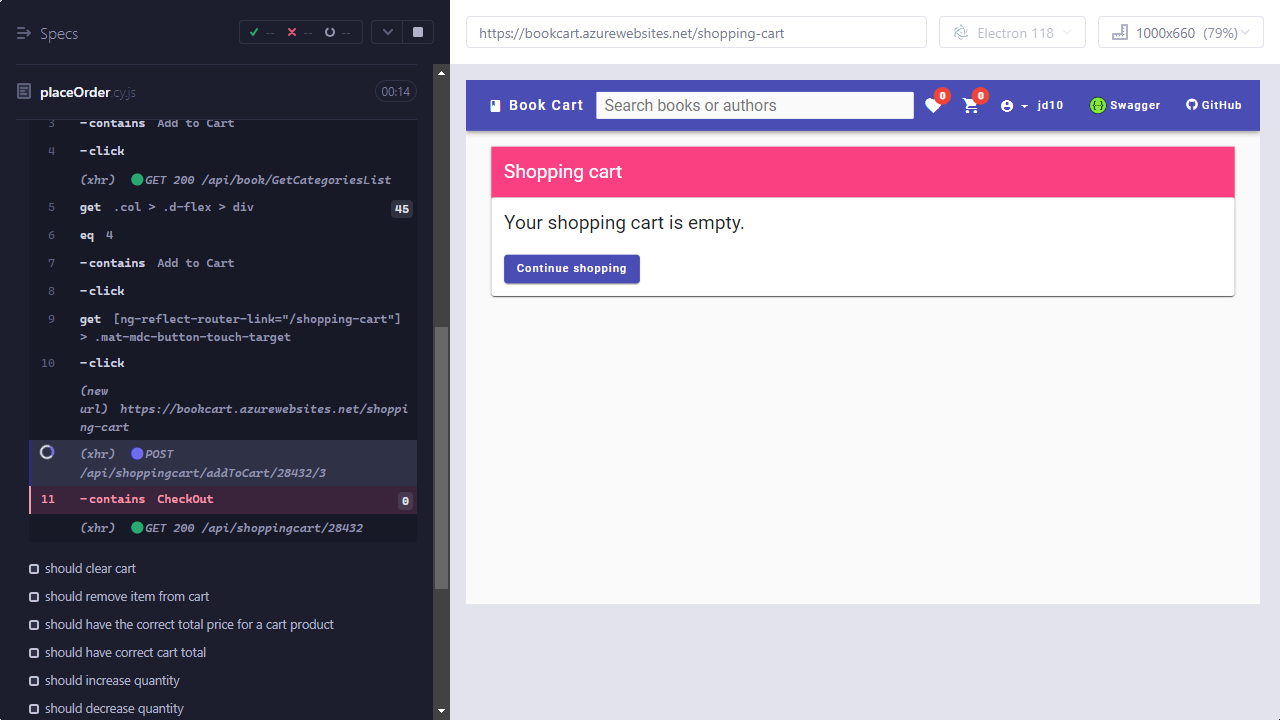 Specs
-- -- --
placeOrder.cy.js 00:14
3 -contains Add to Cart
4 -click
(xhr) GET 200 /api/book/GetCategoriesList
5 get .col > .d-flex > div 45
6 eq 4
7 -contains Add to Cart
8 -click
9 get [ng-reflect-router-link="/shopping-cart"]
> .mat-mdc-button-touch-target
10 -click
(new
url) https://bookcart.azurewebsites.net/shoppi
ng-cart
(xhr) POST
/api/shoppingcart/addToCart/28432/3
11 -contains CheckOut 0
(xhr) GET 200 /api/shoppingcart/28432
should clear cart
should remove item from cart
should have the correct total price for a cart product
should have correct cart total
should increase quantity
should decrease quantity
https://bookcart.azurewebsites.net/shopping-cart
Electron 118
1000x660 (79%)
Book Cart
Search books or authors
0
0
jd10
Swagger
GitHub
Shopping cart
Your shopping cart is empty.
Continue shopping